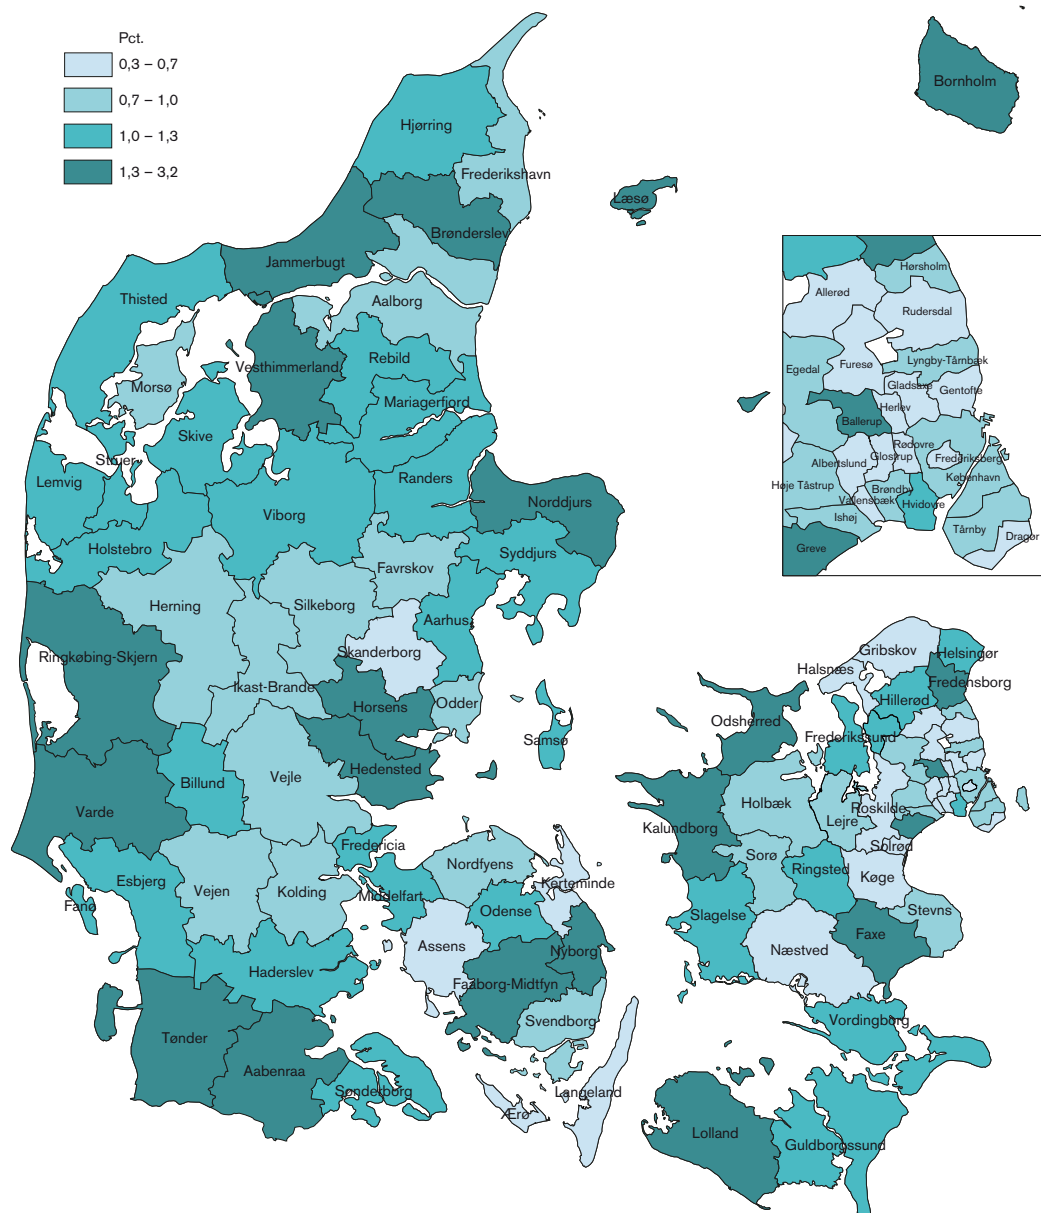 Pct.
0,3 – 0,7
0,7 – 1,0
1,0 – 1,3
1,3 – 3,2
Bornholm
Hjørring
Frederikshavn
Læsø
Brønderslev
Jammerbugt
Thisted
Aalborg
Rebild
Vesthimmerland
Morsø
Mariagerfjord
Skive
Struer
Lemvig
Randers
Norddjurs
Viborg
Holstebro
Syddjurs
Favrskov
Herning
Silkeborg
Aarhus
Skanderborg
Ringkøbing-Skjern
Ikast-Brande
Horsens
Odder
Samsø
Hedensted
Billund
Vejle
Varde
Fredericia
Esbjerg
Vejen
Kolding
Middelfart
Fanø
Nordfyens
Kerteminde
Odense
Assens
Nyborg
Haderslev
Faaborg-Midtfyn
Svendborg
Tønder
Aabenraa
Sønderborg
Langeland
Ærø
Hørsholm
Allerød
Rudersdal
Lyngby-Tårnbæk
Egedal
Furesø
Gladsaxe
Gentofte
Herlev
Ballerup
Rødovre
Glostrup
Frederiksberg
Albertslund
København
Høje Tåstrup
Brøndby
Vallensbæk
Hvidovre
Ishøj
Tårnby
Dragør
Greve
Gribskov
Helsingør
Halsnæs
Fredensborg
Hillerød
Odsherred
Frederikssund
Holbæk
Roskilde
Lejre
Kalundborg
Solrød
Sorø
Ringsted
Køge
Slagelse
Stevns
Faxe
Næstved
Vordingborg
Lolland
Guldborgssund